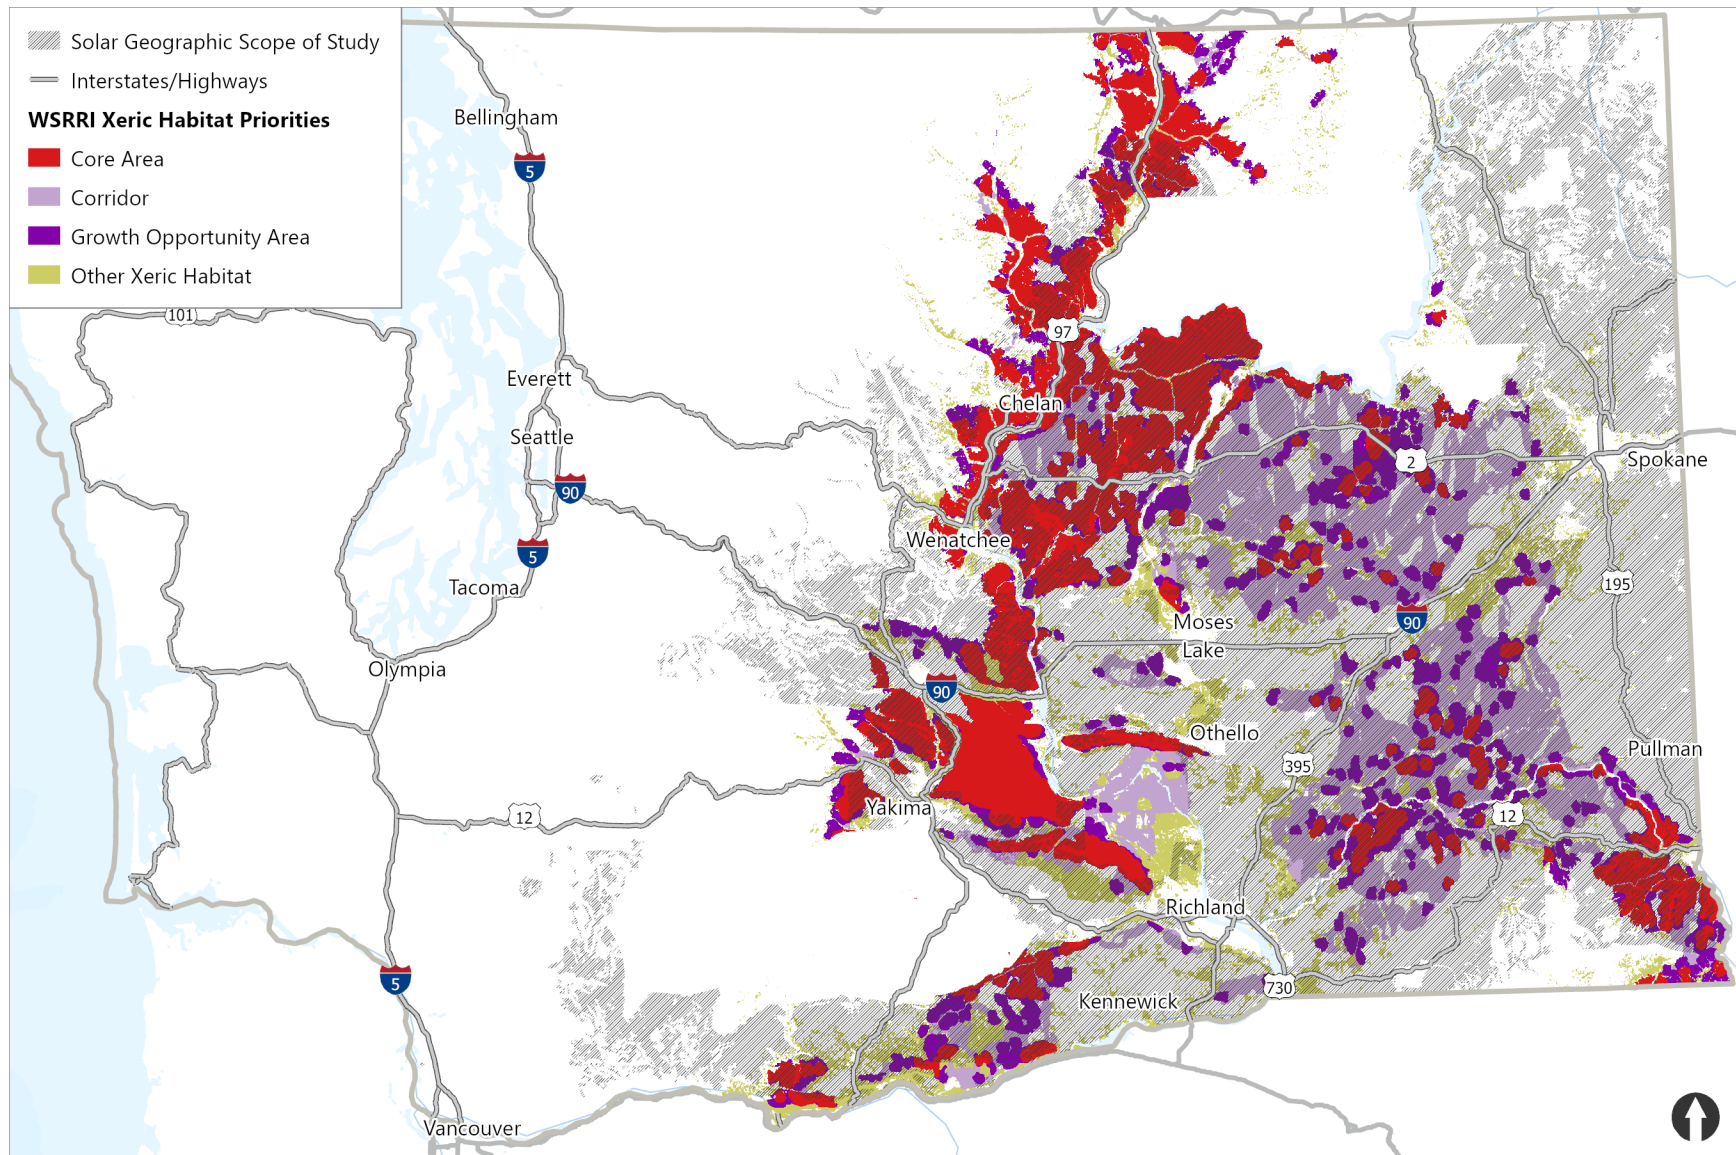 Solar Geographic Scope of Study
Interstates/Highways
WSRRI Xeric Habitat Priorities
Core Area
Corridor
Growth Opportunity Area
Other Xeric Habitat
Bellingham
5
101
97
Everett
Chelan
Seattle
2
Spokane
90
Wenatchee
5
Tacoma
195
Moses
Lake
90
Olympia
90
Othello
Pullman
395
Yakima
12
12
Richland
5
730
Kennewick
Vancouver